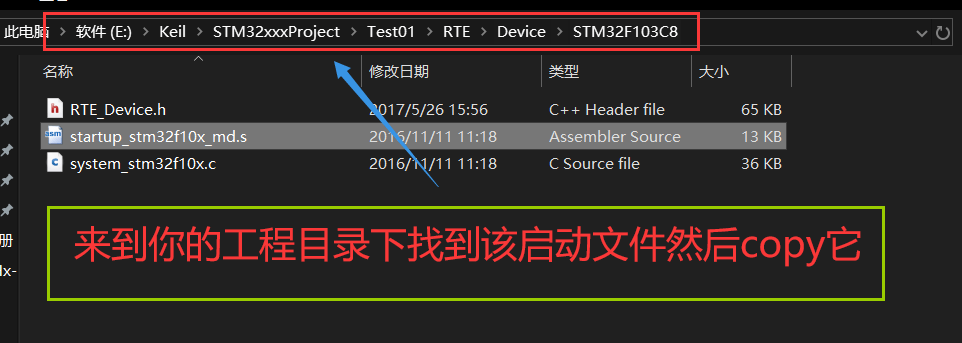 此电脑 > 软件 (E:) > Keil > STM32xxxProject > Test01 > RTE > Device > STM32F103C8
名称 修改日期 类型 大小
RTE_Device.h 2017/5/26 15:56 C++ Header file 65 KB
startup_stm32f10x_md.s 2016/11/11 11:18 Assembler Source 13 KB
system_stm32f10x.c 2016/11/11 11:18 C Source file 36 KB
来到你的工程目录下找到该启动文件然后copy它
册
lx-